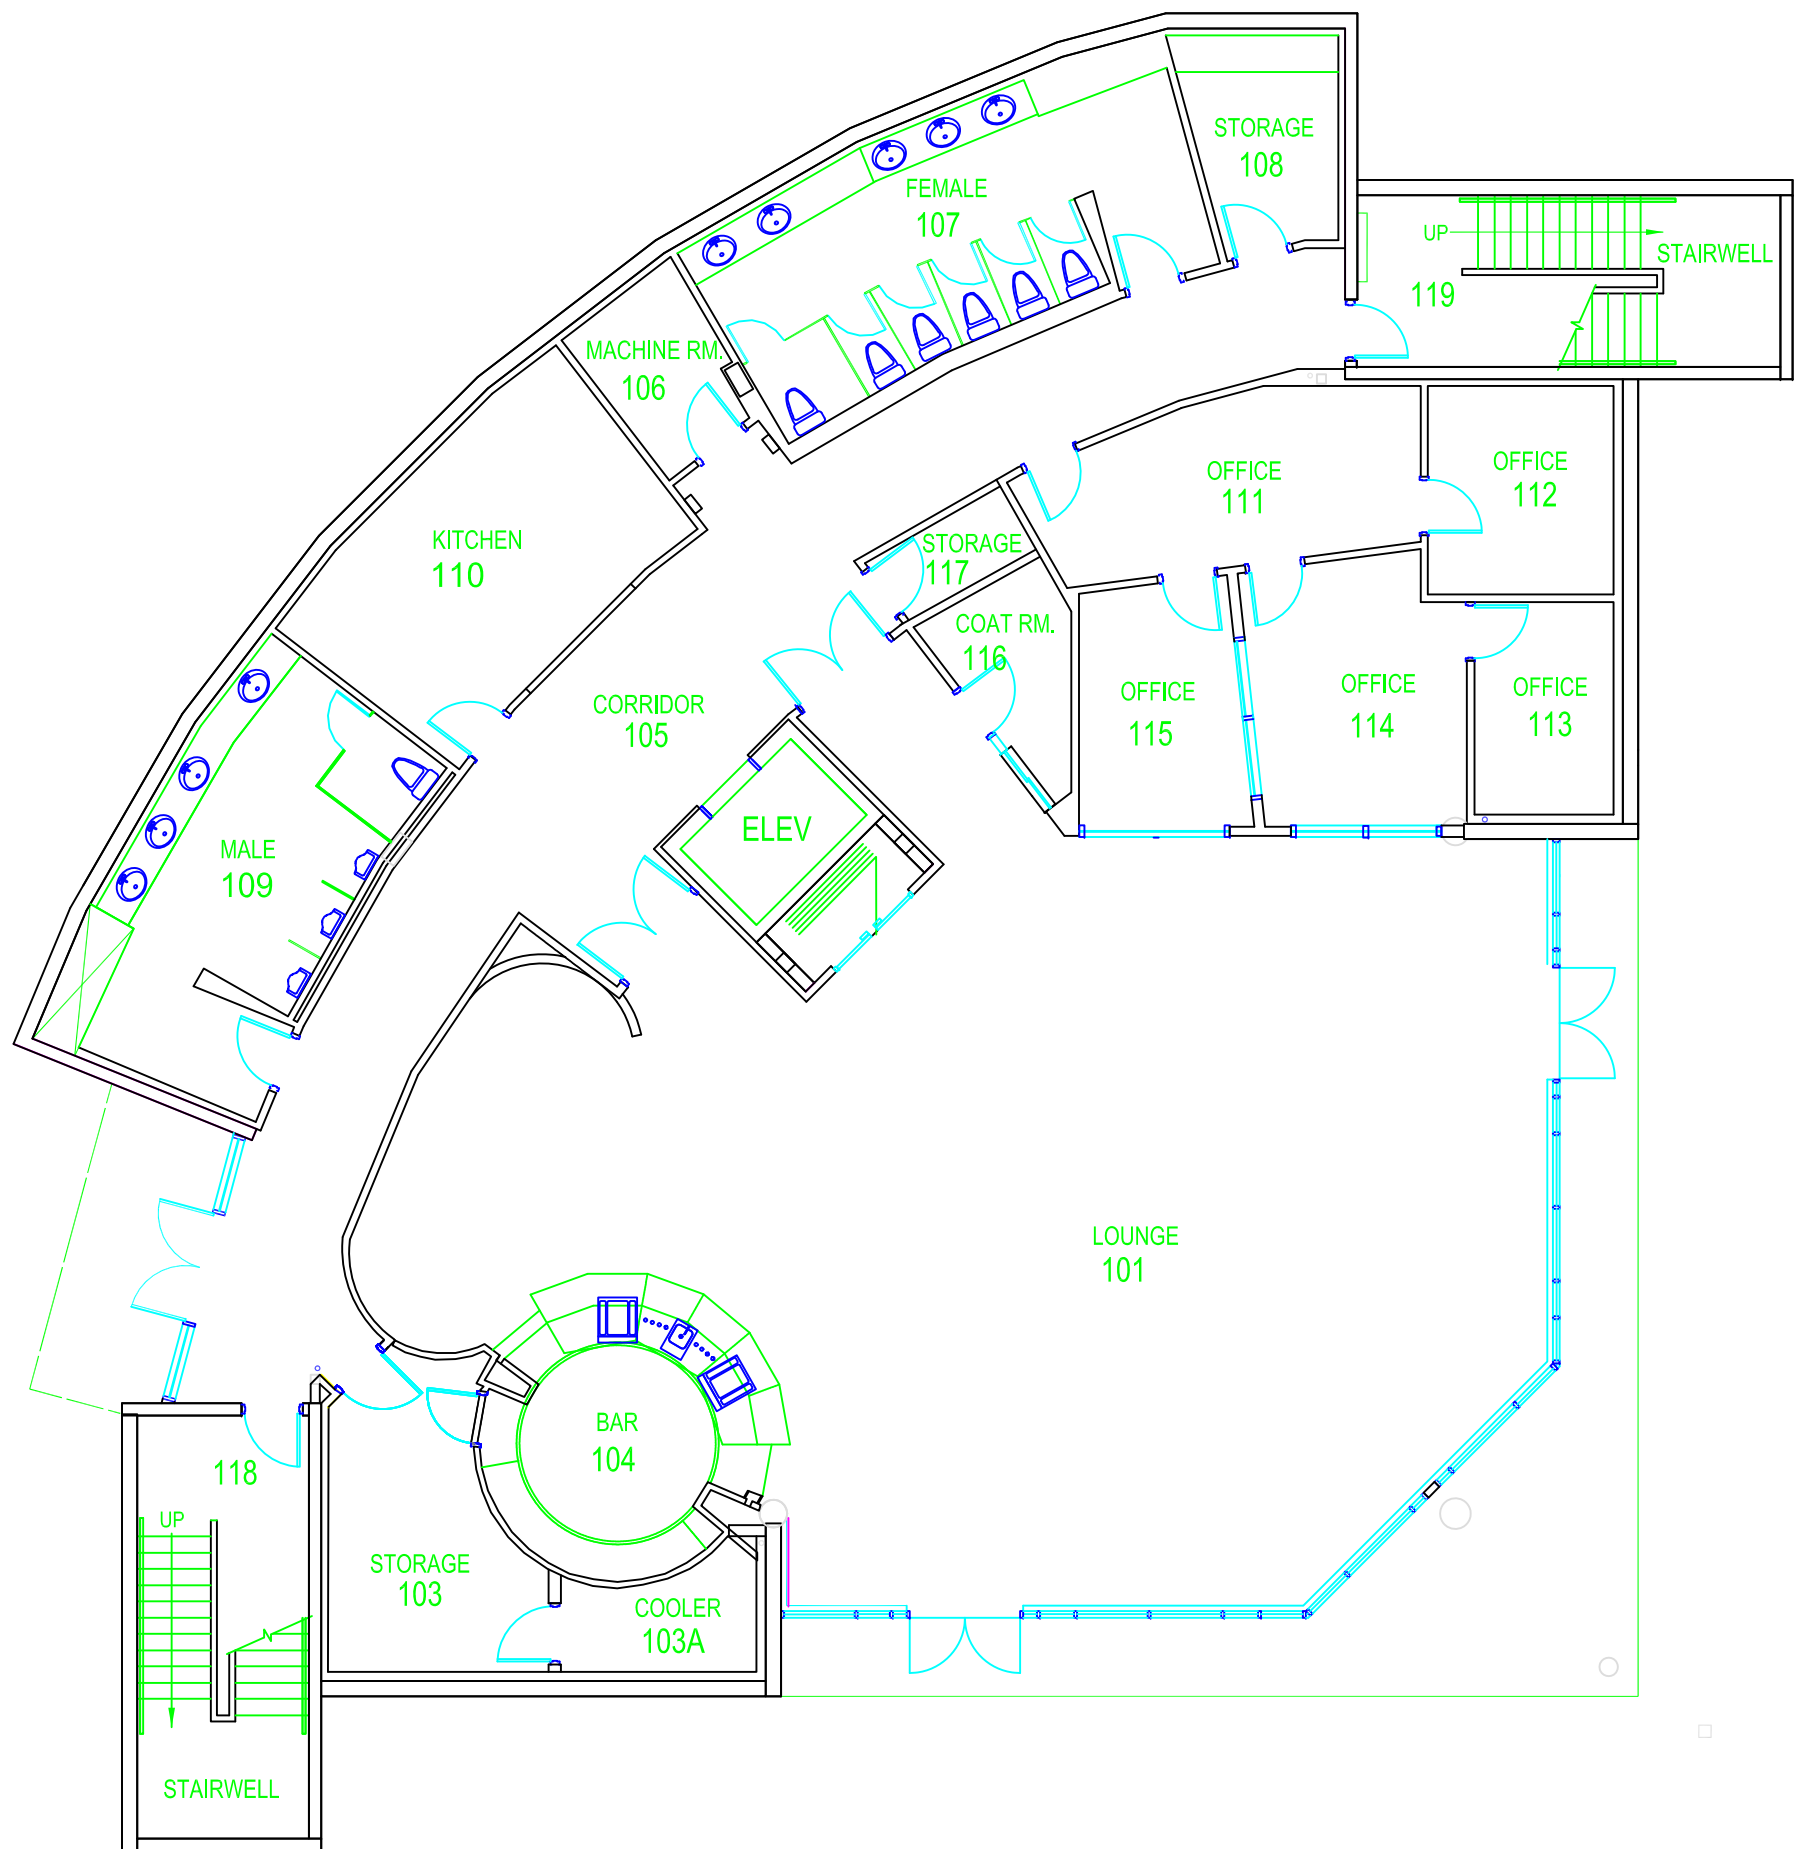 STORAGE
108
FEMALE
107
UP
STAIRWELL
119
MACHINE RM.
106
OFFICE
111
OFFICE
112
KITCHEN
110
STORAGE
117
COAT RM.
116
CORRIDOR
105
OFFICE
115
OFFICE
114
OFFICE
113
ELEV
MALE
109
LOUNGE
101
BAR
104
118
UP
STORAGE
103
COOLER
103A
STAIRWELL